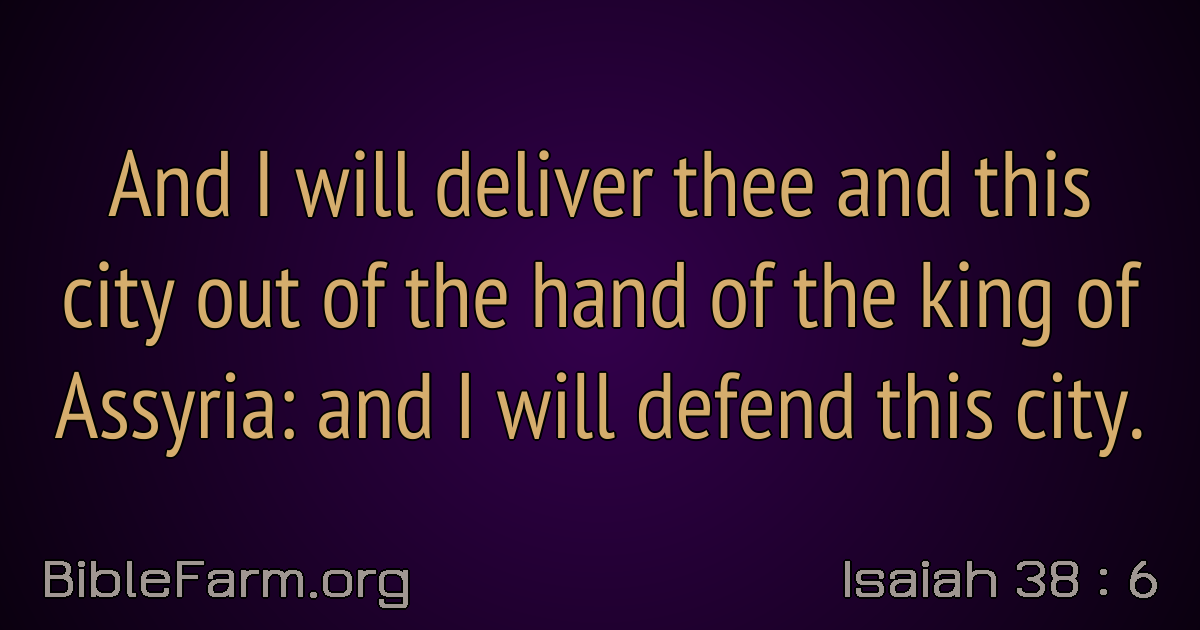 And I will deliver thee and this
city out of the hand of the king of
Assyria: and I will defend this city.
BibleFarm.org
Isaiah 38 : 6